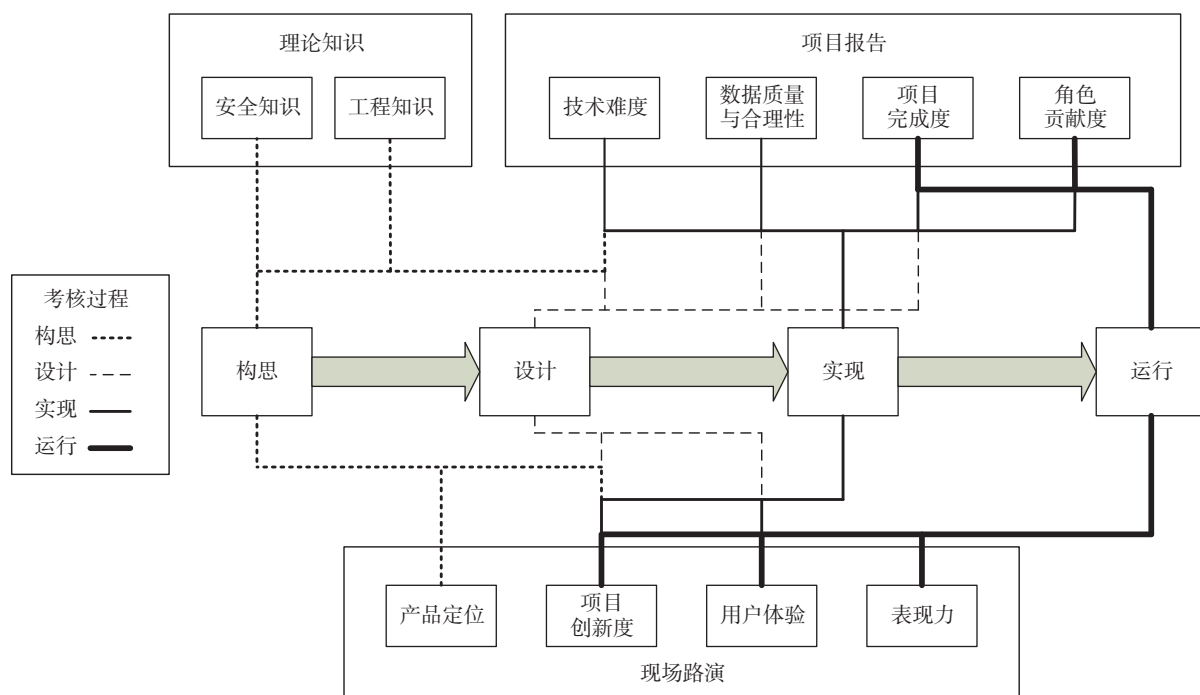 理论知识
安全知识
工程知识
项目报告
技术难度
数据质量
与合理性
项目
完成度
角色
贡献度
考核过程
构思
设计
实现
运行
构思
设计
实现
运行
产品定位
项目
创新度
用户体验
表现力
现场路演